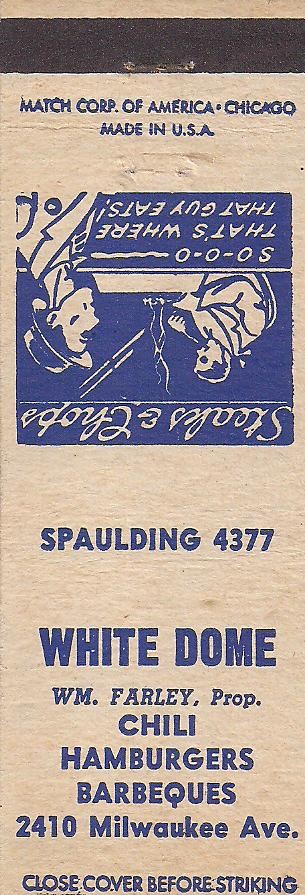 MATCH CORP. OF AMERICA • CHICAGO
MADE IN U.S.A.
Steaks & Chops
S-O-O-O
THAT'S WHERE
THAT GUY EATS!
SPAULDING 4377
WHITE DOME
WM. FARLEY, Prop.
CHILI
HAMBURGERS
BARBEQUES
2410 Milwaukee Ave.
CLOSE COVER BEFORE STRIKING